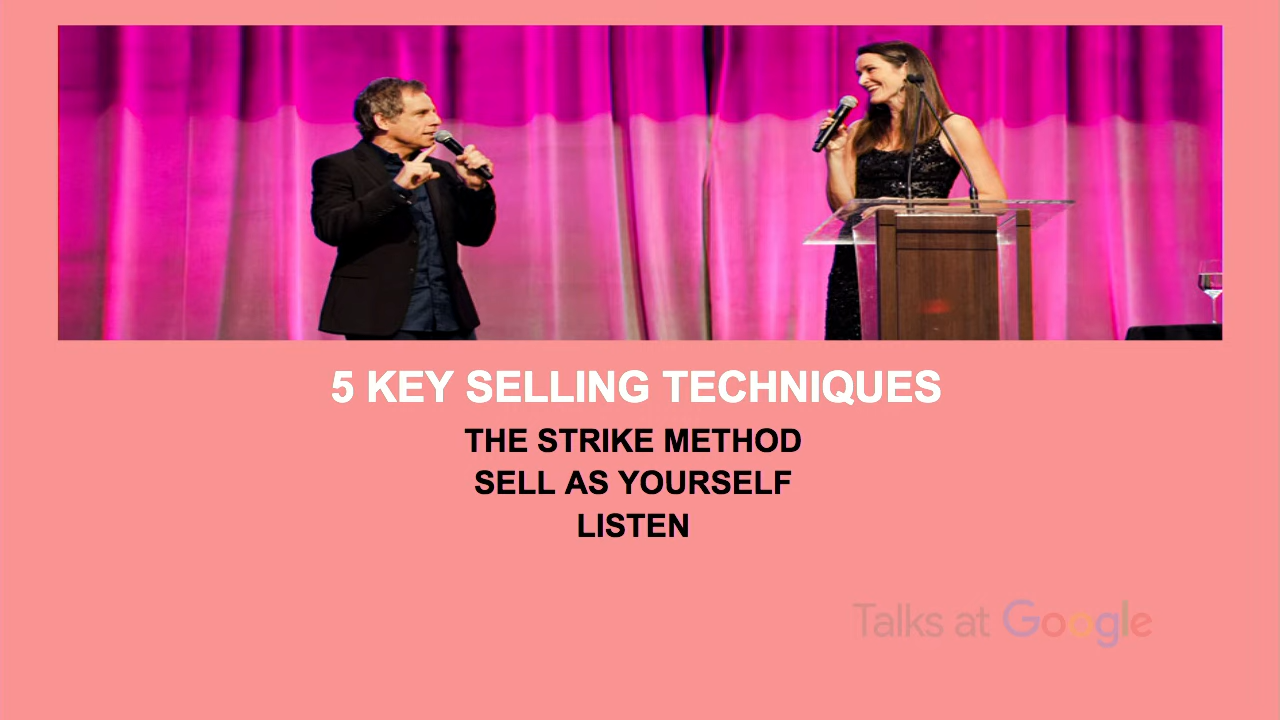 5 KEY SELLING TECHNIQUES
THE STRIKE METHOD
SELL AS YOURSELF
LISTEN
Talks at Google